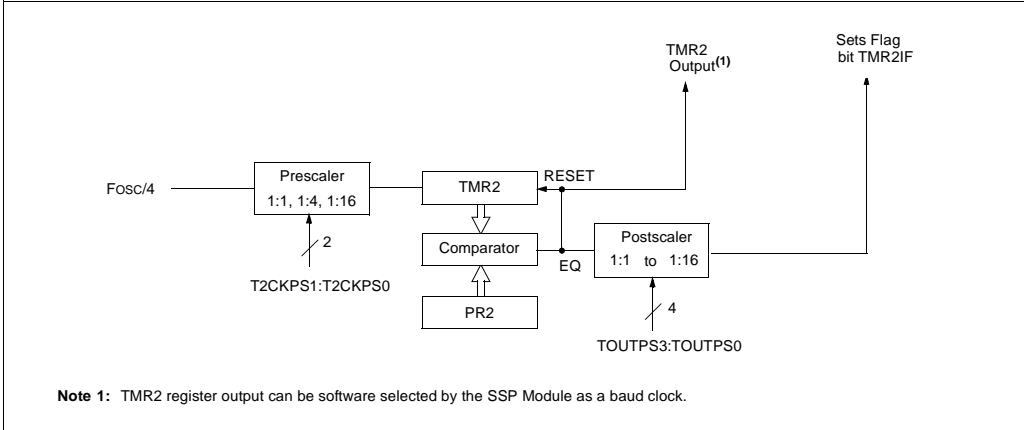 TMR2
Output(1)
Sets Flag
bit TMR2IF
FOSC/4
Prescaler
1:1, 1:4, 1:16
2
T2CKPS1:T2CKPS0
TMR2
RESET
Comparator
EQ
PR2
Postscaler
1:1 to 1:16
4
TOUTPS3:TOUTPS0
Note 1: TMR2 register output can be software selected by the SSP Module as a baud clock.